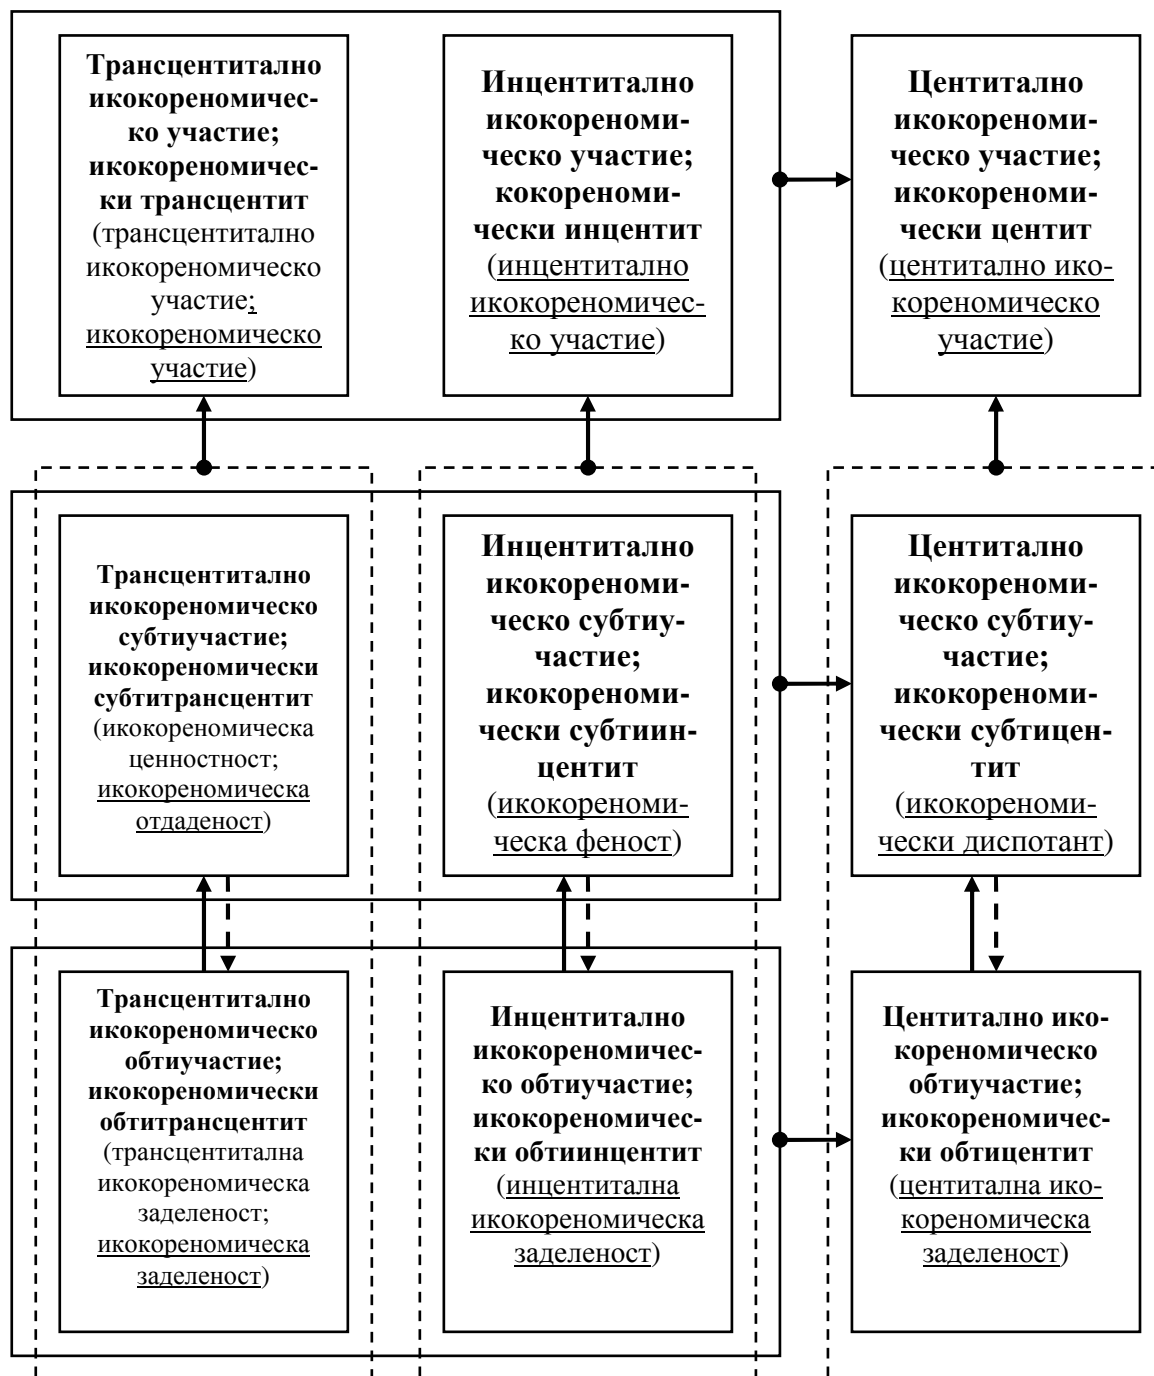 Трансцентитално
икокореномичес-
ко участие;
икокореномичес-
ки трансцентит
(трансцентитално
икокореномическо
участие;
икокореномическо
участие)
Инцентитално
икокореноми-
ческо участие;
кокореноми-
чески инцентит
(инцентитално
икокореномичес-
ко участие)
Центитално
икокореноми-
ческо участие;
икокореноми-
чески центит
(центитално ико-
кореномическо
участие)
Трансцентитално
икокореномическо
субтиучастие;
икокореномически
субтитрансцентит
(икокореномическа
ценностност;
икокореномическа
отдаденост)
Инцентитално
икокореноми-
ческо субтиу-
частие;
икокореноми-
чески субтиин-
центит
(икокореноми-
ческа феност)
Центитално
икокореноми-
ческо субтиу-
частие;
икокореноми-
чески субтицен-
тит
(икокореноми-
чески диспотант)
Трансцентитално
икокореномическо
обтиучастие;
икокореномически
обтитрансцентит
(трансцентитална
икокореномическа
заделеност;
икокореномическа
заделеност)
Инцентитално
икокореномичес-
ко обтиучастие;
икокореномичес-
ки обтиинцентит
(инцентитална
икокореномическа
заделеност)
Центитално ико-
кореномическо
обтиучастие;
икокореномичес-
ки обтицентит
(центитална ико-
кореномическа
заделеност)